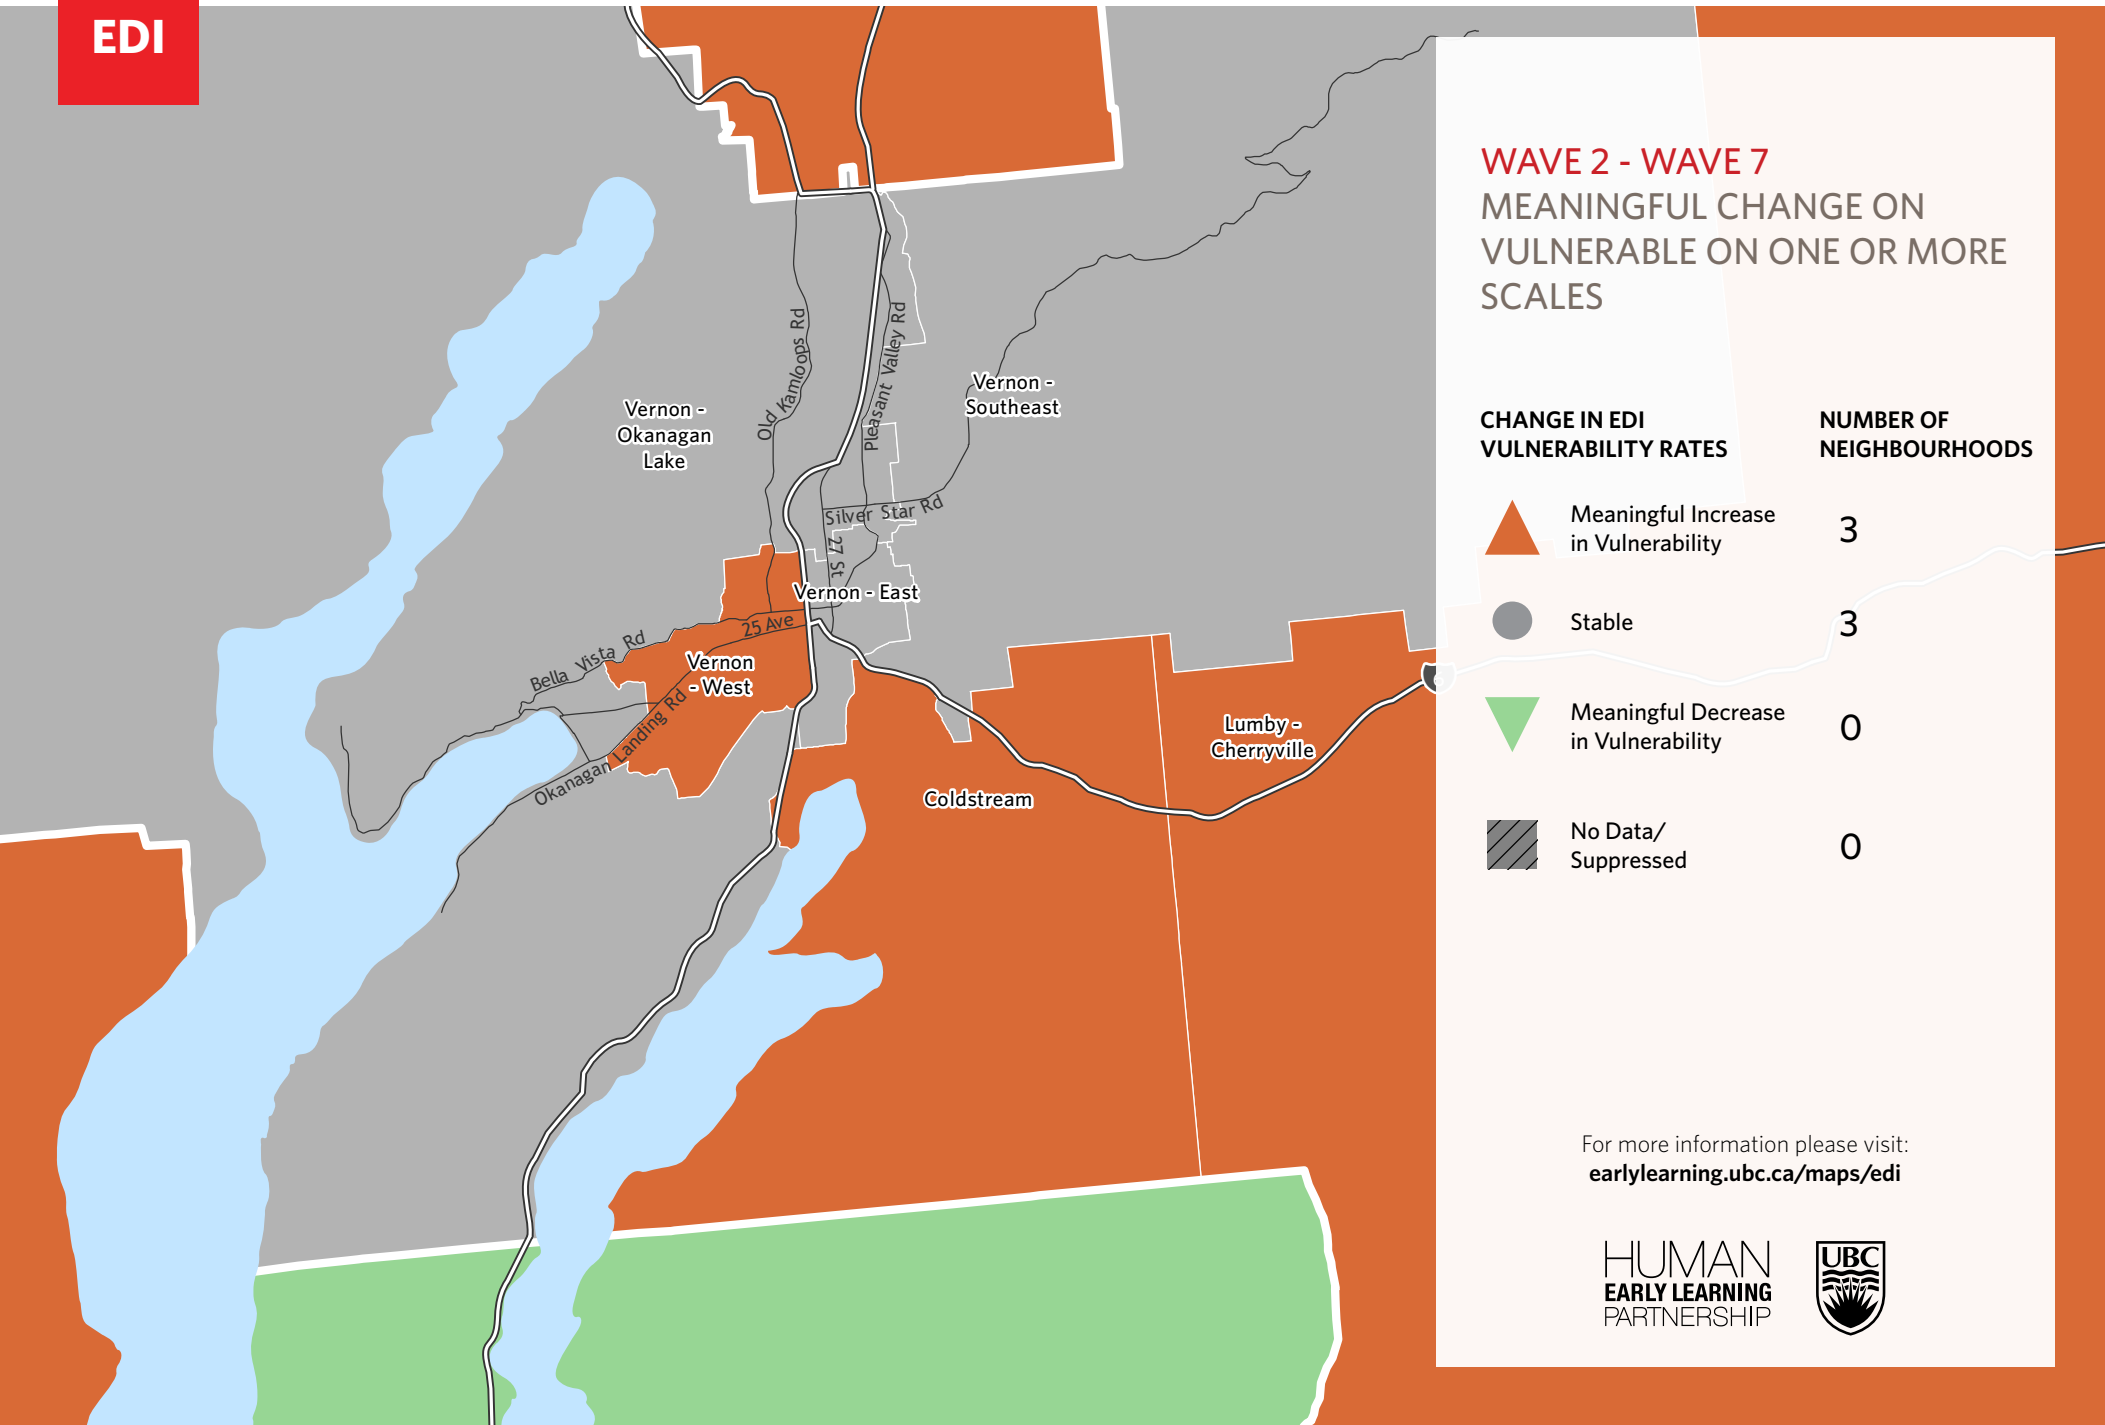 EDI
WAVE 2 - WAVE 7
MEANINGFUL CHANGE ON
VULNERABLE ON ONE OR MORE
SCALES
CHANGE IN EDI
VULNERABILITY RATES
NUMBER OF
NEIGHBOURHOODS
Meaningful Increase
in Vulnerability
3
Stable
3
Meaningful Decrease
in Vulnerability
0
No Data/
Suppressed
0
For more information please visit:
earlylearning.ubc.ca/maps/edi
HUMAN
EARLY LEARNING
PARTNERSHIP
UBC
Vernon -
Okanagan
Lake
Old Kamloops Rd
Pleasant Valley Rd
Vernon -
Southeast
Silver Star Rd
27 St
Vernon - East
25 Ave
Bella Vista Rd
Vernon
- West
Okanagan Landing Rd
Coldstream
Lumby -
Cherryville
6